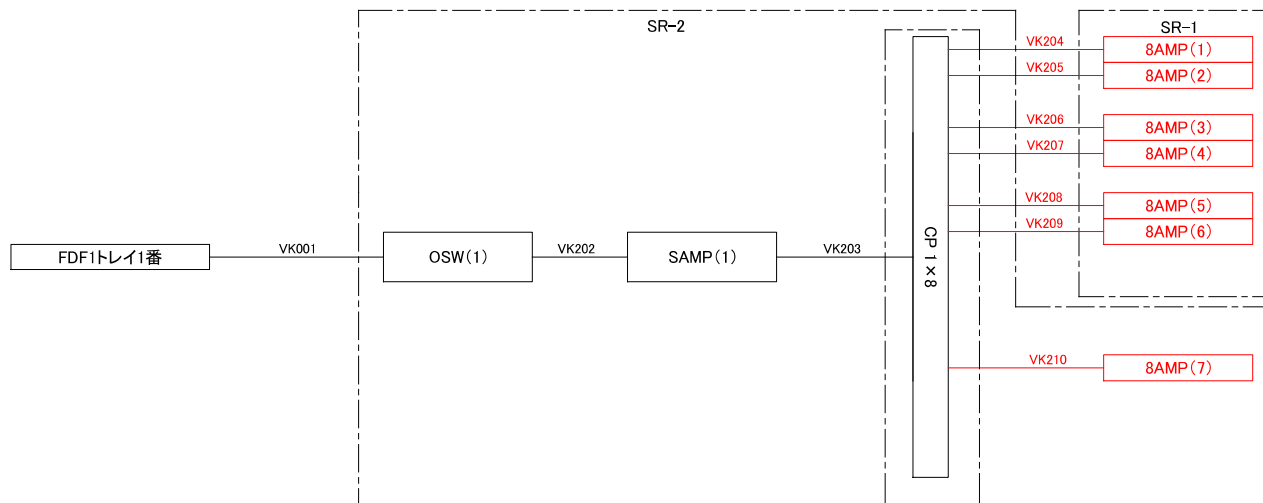 SR-2
SR-1
VK204
8AMP(1)
VK205
8AMP(2)
VK206
8AMP(3)
VK207
8AMP(4)
VK208
8AMP(5)
VK209
8AMP(6)
FDF1トレイ1番
VK001
OSW(1)
VK202
SAMP(1)
VK203
CP 1×8
VK210
8AMP(7)